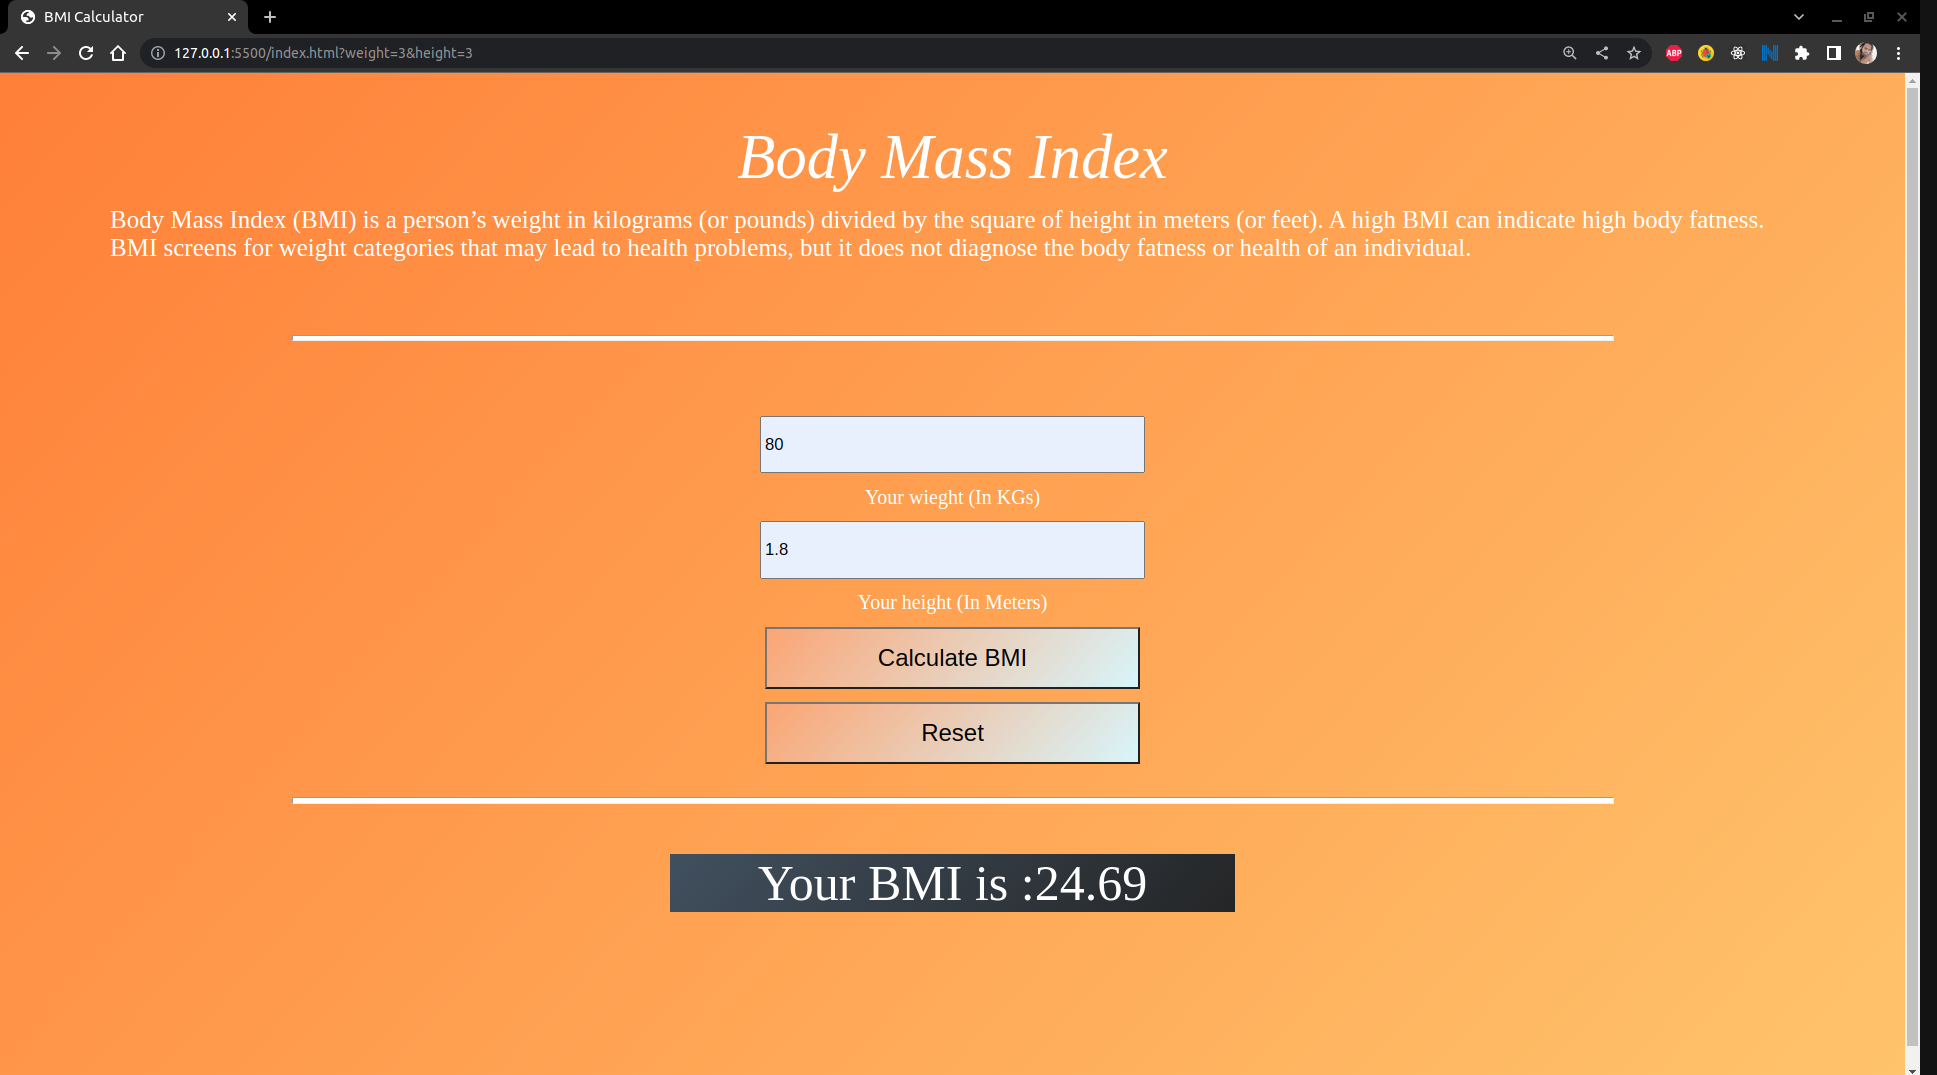 BMI Calculator
127.0.0.1:5500/index.html?weight=3&height=3
ABP
Body Mass Index
Body Mass Index (BMI) is a person’s weight in kilograms (or pounds) divided by the square of height in meters (or feet). A high BMI can indicate high body fatness.
BMI screens for weight categories that may lead to health problems, but it does not diagnose the body fatness or health of an individual.
80
Your wieght (In KGs)
1.8
Your height (In Meters)
Calculate BMI
Reset
Your BMI is :24.69